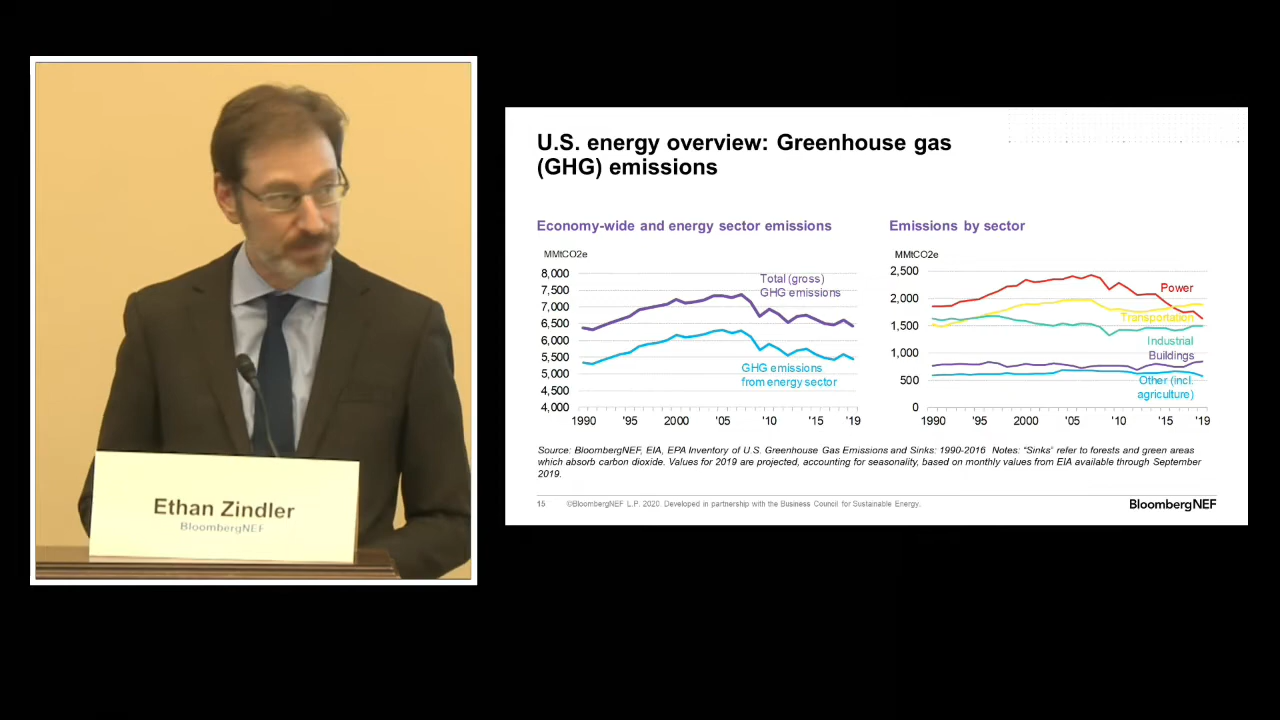 Ethan Zindler
BloombergNEF
U.S. energy overview: Greenhouse gas
(GHG) emissions
Economy-wide and energy sector emissions
MMtCO2e
8,000
7,500
7,000
6,500
6,000
5,500
5,000
4,500
4,000
Total (gross)
GHG emissions
GHG emissions
from energy sector
1990 '95 2000 '05 '10 '15 '19
Emissions by sector
MMtCO2e
2,500
2,000
1,500
1,000
500
0
Power
Transportation
Industrial
Buildings
Other (incl.
agriculture)
1990 '95 2000 '05 '10 '15 '19
Source: BloombergNEF, EIA, EPA Inventory of U.S. Greenhouse Gas Emissions and Sinks: 1990-2016 Notes: "Sinks" refer to forests and green areas
which absorb carbon dioxide. Values for 2019 are projected, accounting for seasonality, based on monthly values from EIA available through September
2019.
15 ©BloombergNEF L.P. 2020. Developed in partnership with the Business Council for Sustainable Energy.
BloombergNEF